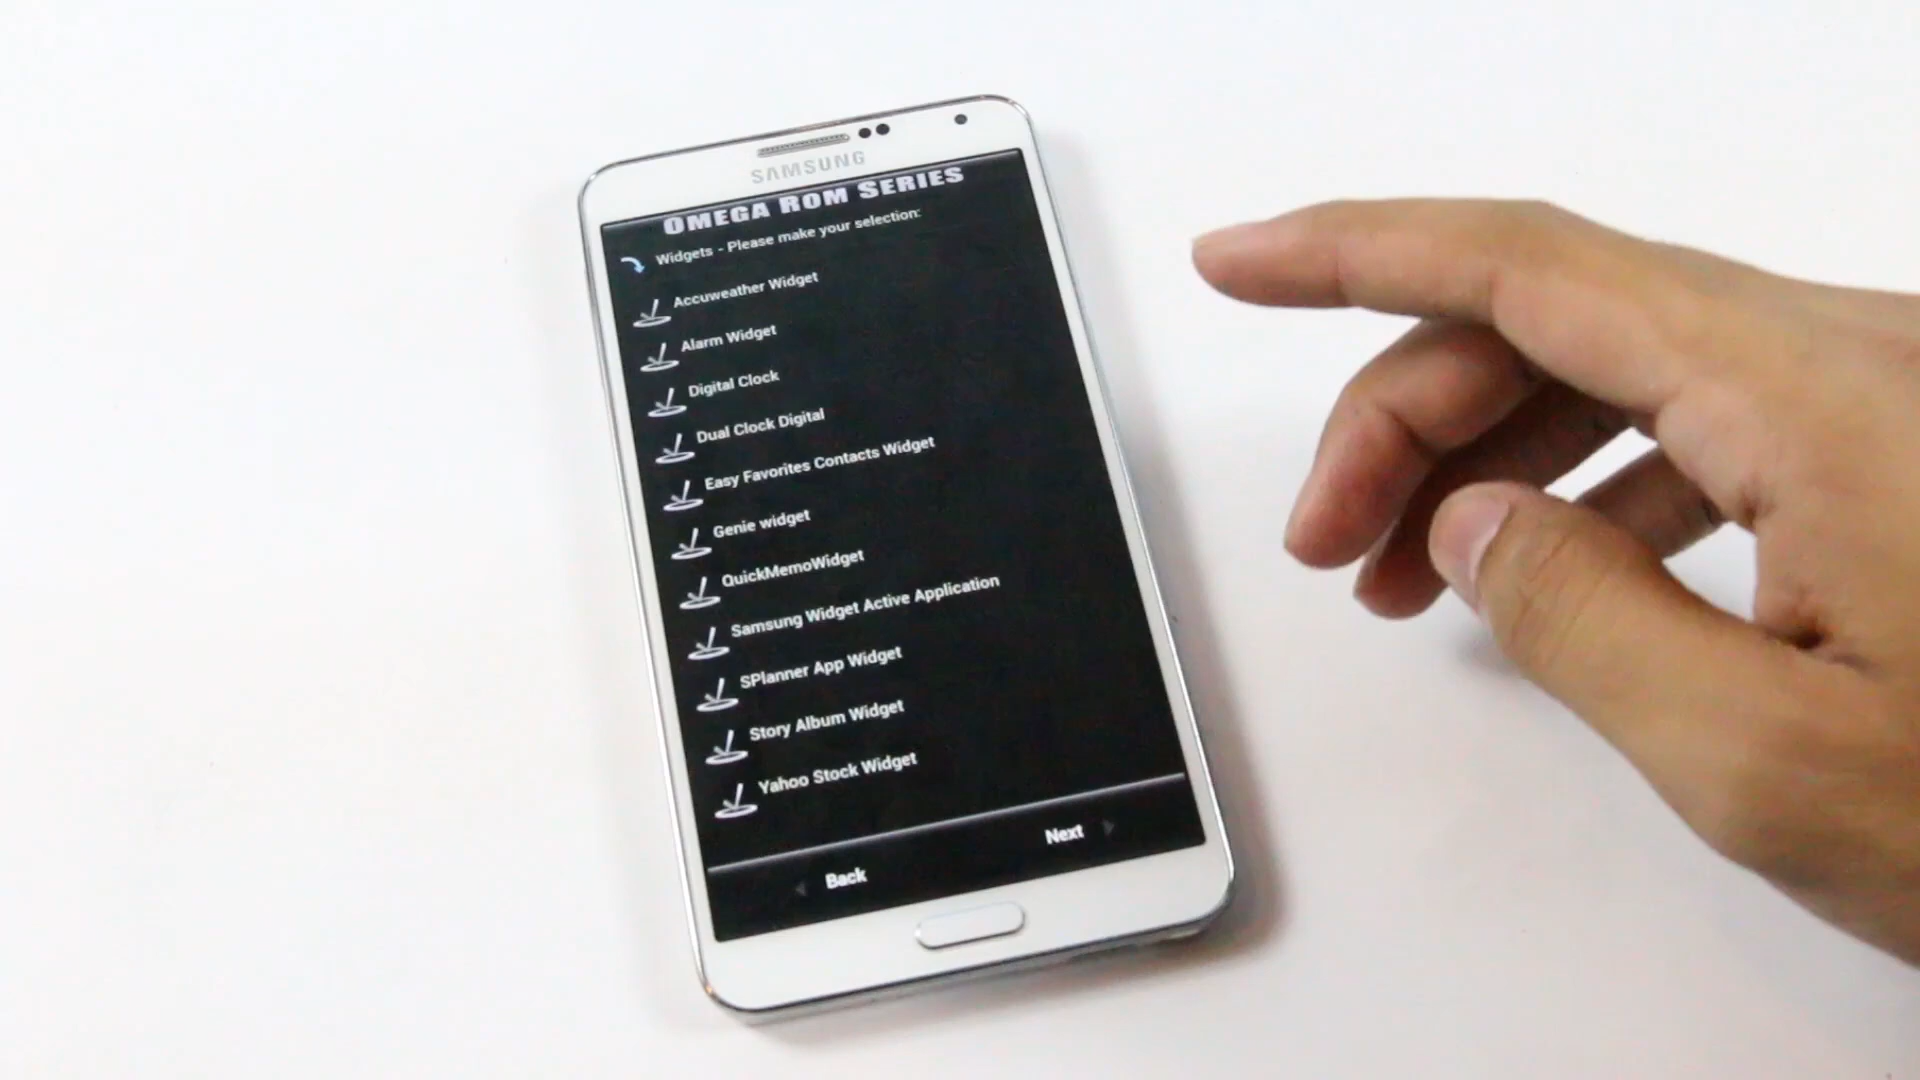 SAMSUNG
OMEGA ROM SERIES
Widgets - Please make your selection:
Accuweather Widget
Alarm Widget
Digital Clock
Dual Clock Digital
Easy Favorites Contacts Widget
Genie widget
QuickMemoWidget
Samsung Widget Active Application
SPlanner App Widget
Story Album Widget
Yahoo Stock Widget
Back
Next